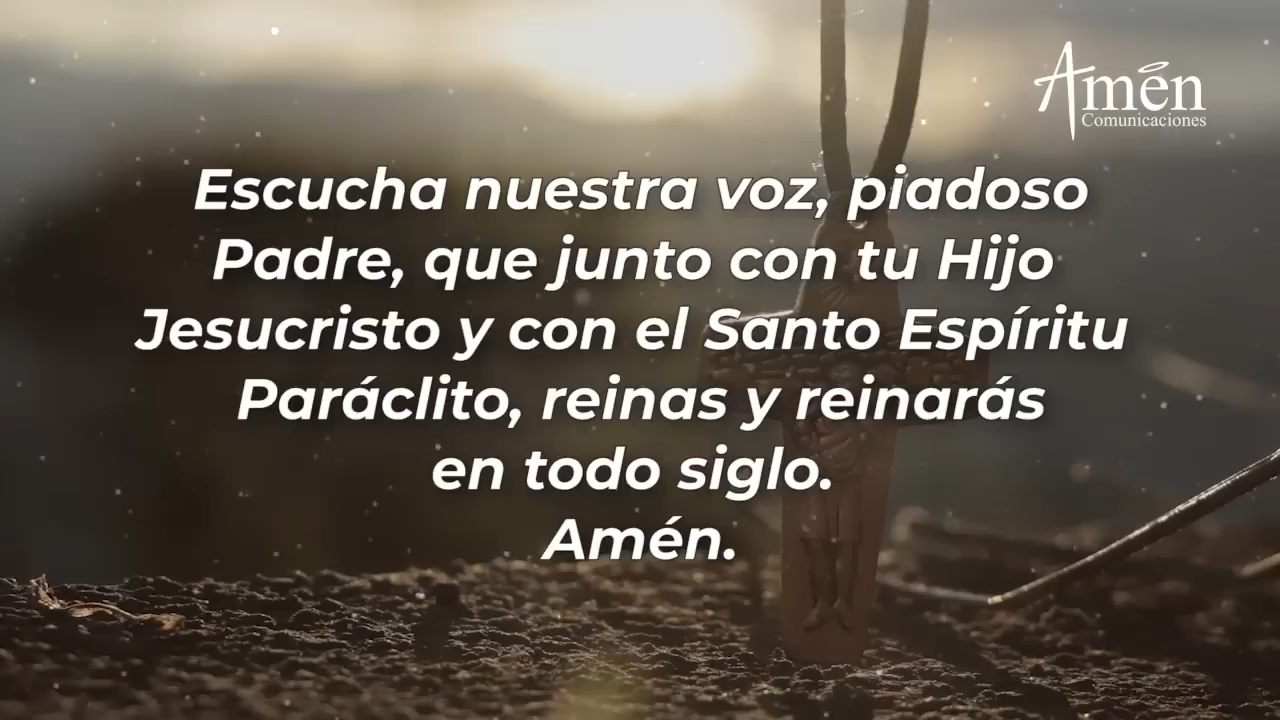 Amén
Comunicaciones
Escucha nuestra voz, piadoso
Padre, que junto con tu Hijo
Jesucristo y con el Santo Espíritu
Paráclito, reinas y reinarás
en todo siglo.
Amén.